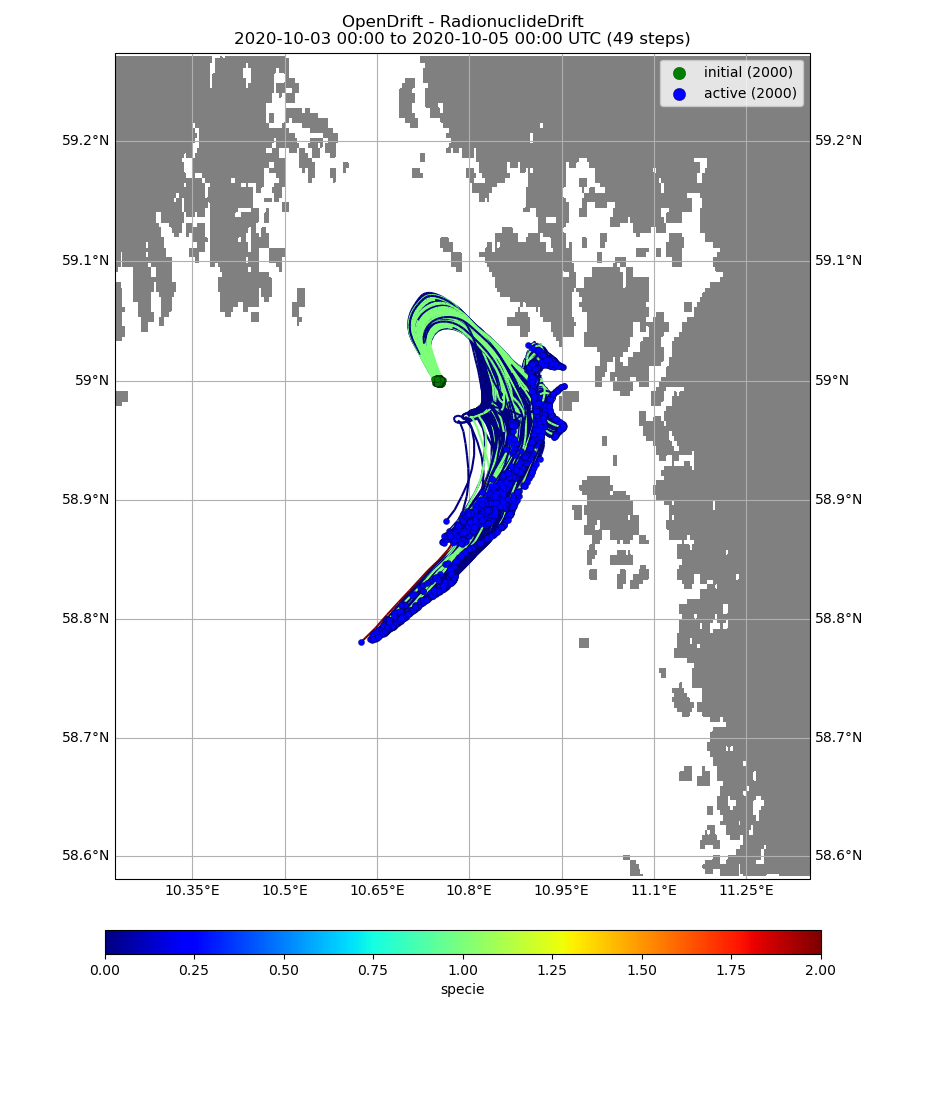 OpenDrift - RadionuclideDrift
2020-10-03 00:00 to 2020-10-05 00:00 UTC (49 steps)
initial (2000)
active (2000)
59.2°N 59.2°N
59.1°N 59.1°N
59°N 59°N
58.9°N 58.9°N
58.8°N 58.8°N
58.7°N 58.7°N
58.6°N 58.6°N
10.35°E 10.5°E 10.65°E 10.8°E 10.95°E 11.1°E 11.25°E
0.00 0.25 0.50 0.75 1.00 1.25 1.50 1.75 2.00
specie